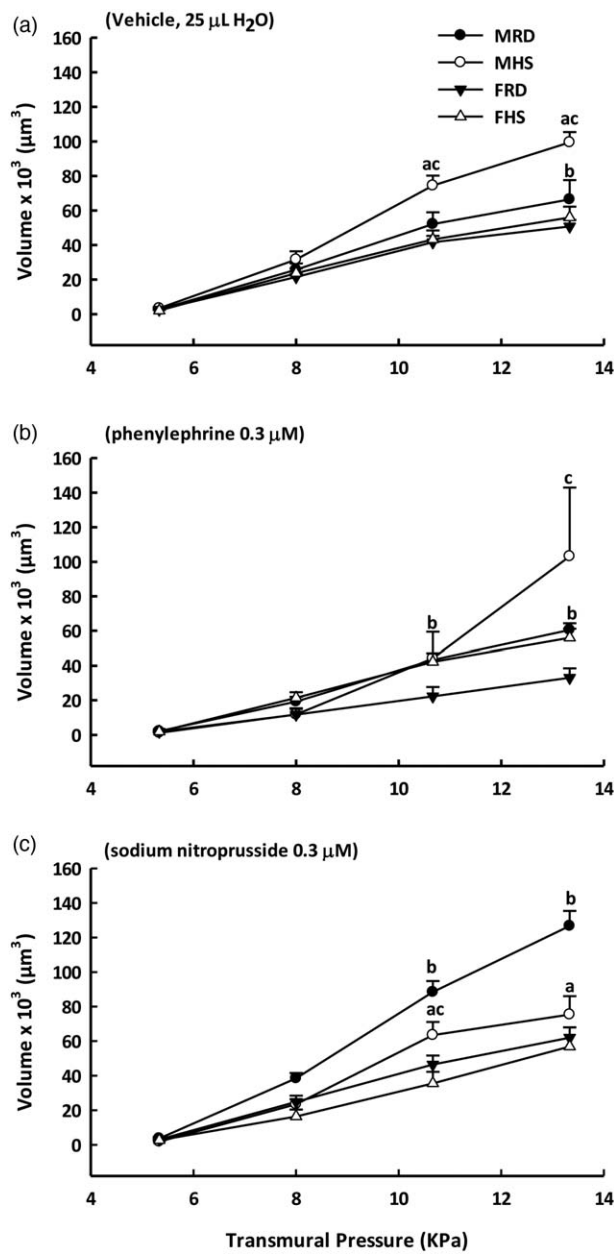 (a)
(Vehicle, 25 µL H₂O)
160
140
120
100
80
60
40
20
0
Volume x 10³ (µm³)
MRD
MHS
FRD
FHS
ac
ac
b
4 6 8 10 12 14
(b)
(phenylephrine 0.3 µM)
160
140
120
100
80
60
40
20
0
Volume x 10³ (µm³)
c
b
b
4 6 8 10 12 14
(c)
(sodium nitroprusside 0.3 µM)
160
140
120
100
80
60
40
20
0
Volume x 10³ (µm³)
b
b
a
ac
4 6 8 10 12 14
Transmural Pressure (KPa)